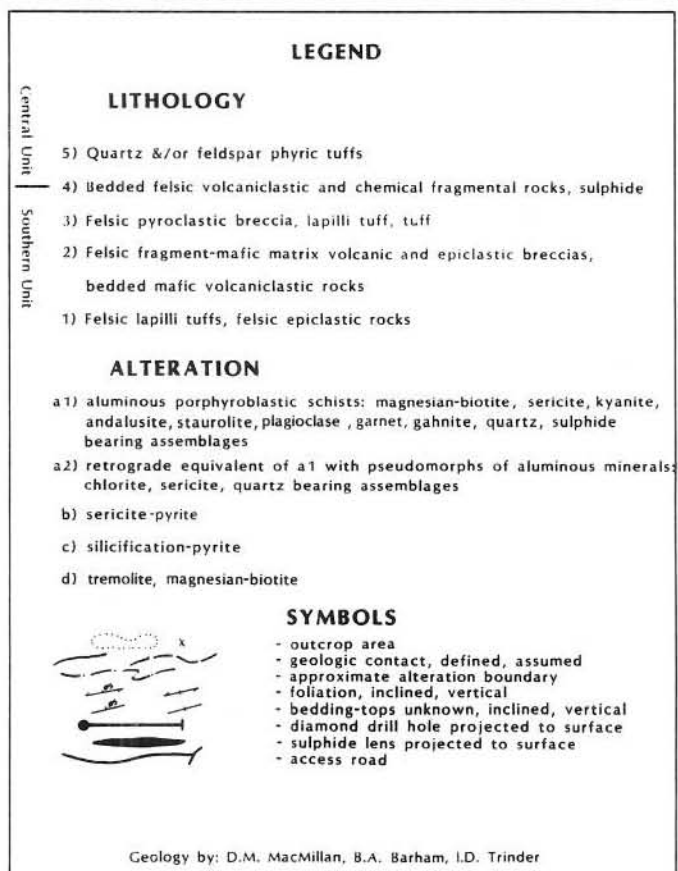 LEGEND
LITHOLOGY
Central Unit
5) Quartz &/or feldspar phyric tuffs
4) Bedded felsic volcaniclastic and chemical fragmental rocks, sulphide
Southern Unit
3) Felsic pyroclastic breccia, lapilli tuff, tuff
2) Felsic fragment-mafic matrix volcanic and epiclastic breccias,
bedded mafic volcaniclastic rocks
1) Felsic lapilli tuffs, felsic epiclastic rocks
ALTERATION
a1) aluminous porphyroblastic schists: magnesian-biotite, sericite, kyanite,
andalusite, staurolite, plagioclase , garnet, gahnite, quartz, sulphide
bearing assemblages
a2) retrograde equivalent of a1 with pseudomorphs of aluminous minerals:
chlorite, sericite, quartz bearing assemblages
b) sericite-pyrite
c) silicification-pyrite
d) tremolite, magnesian-biotite
SYMBOLS
x - outcrop area
- geologic contact, defined, assumed
- approximate alteration boundary
- foliation, inclined, vertical
- bedding-tops unknown, inclined, vertical
- diamond drill hole projected to surface
- sulphide lens projected to surface
- access road
Geology by: D.M. MacMillan, B.A. Barham, I.D. Trinder